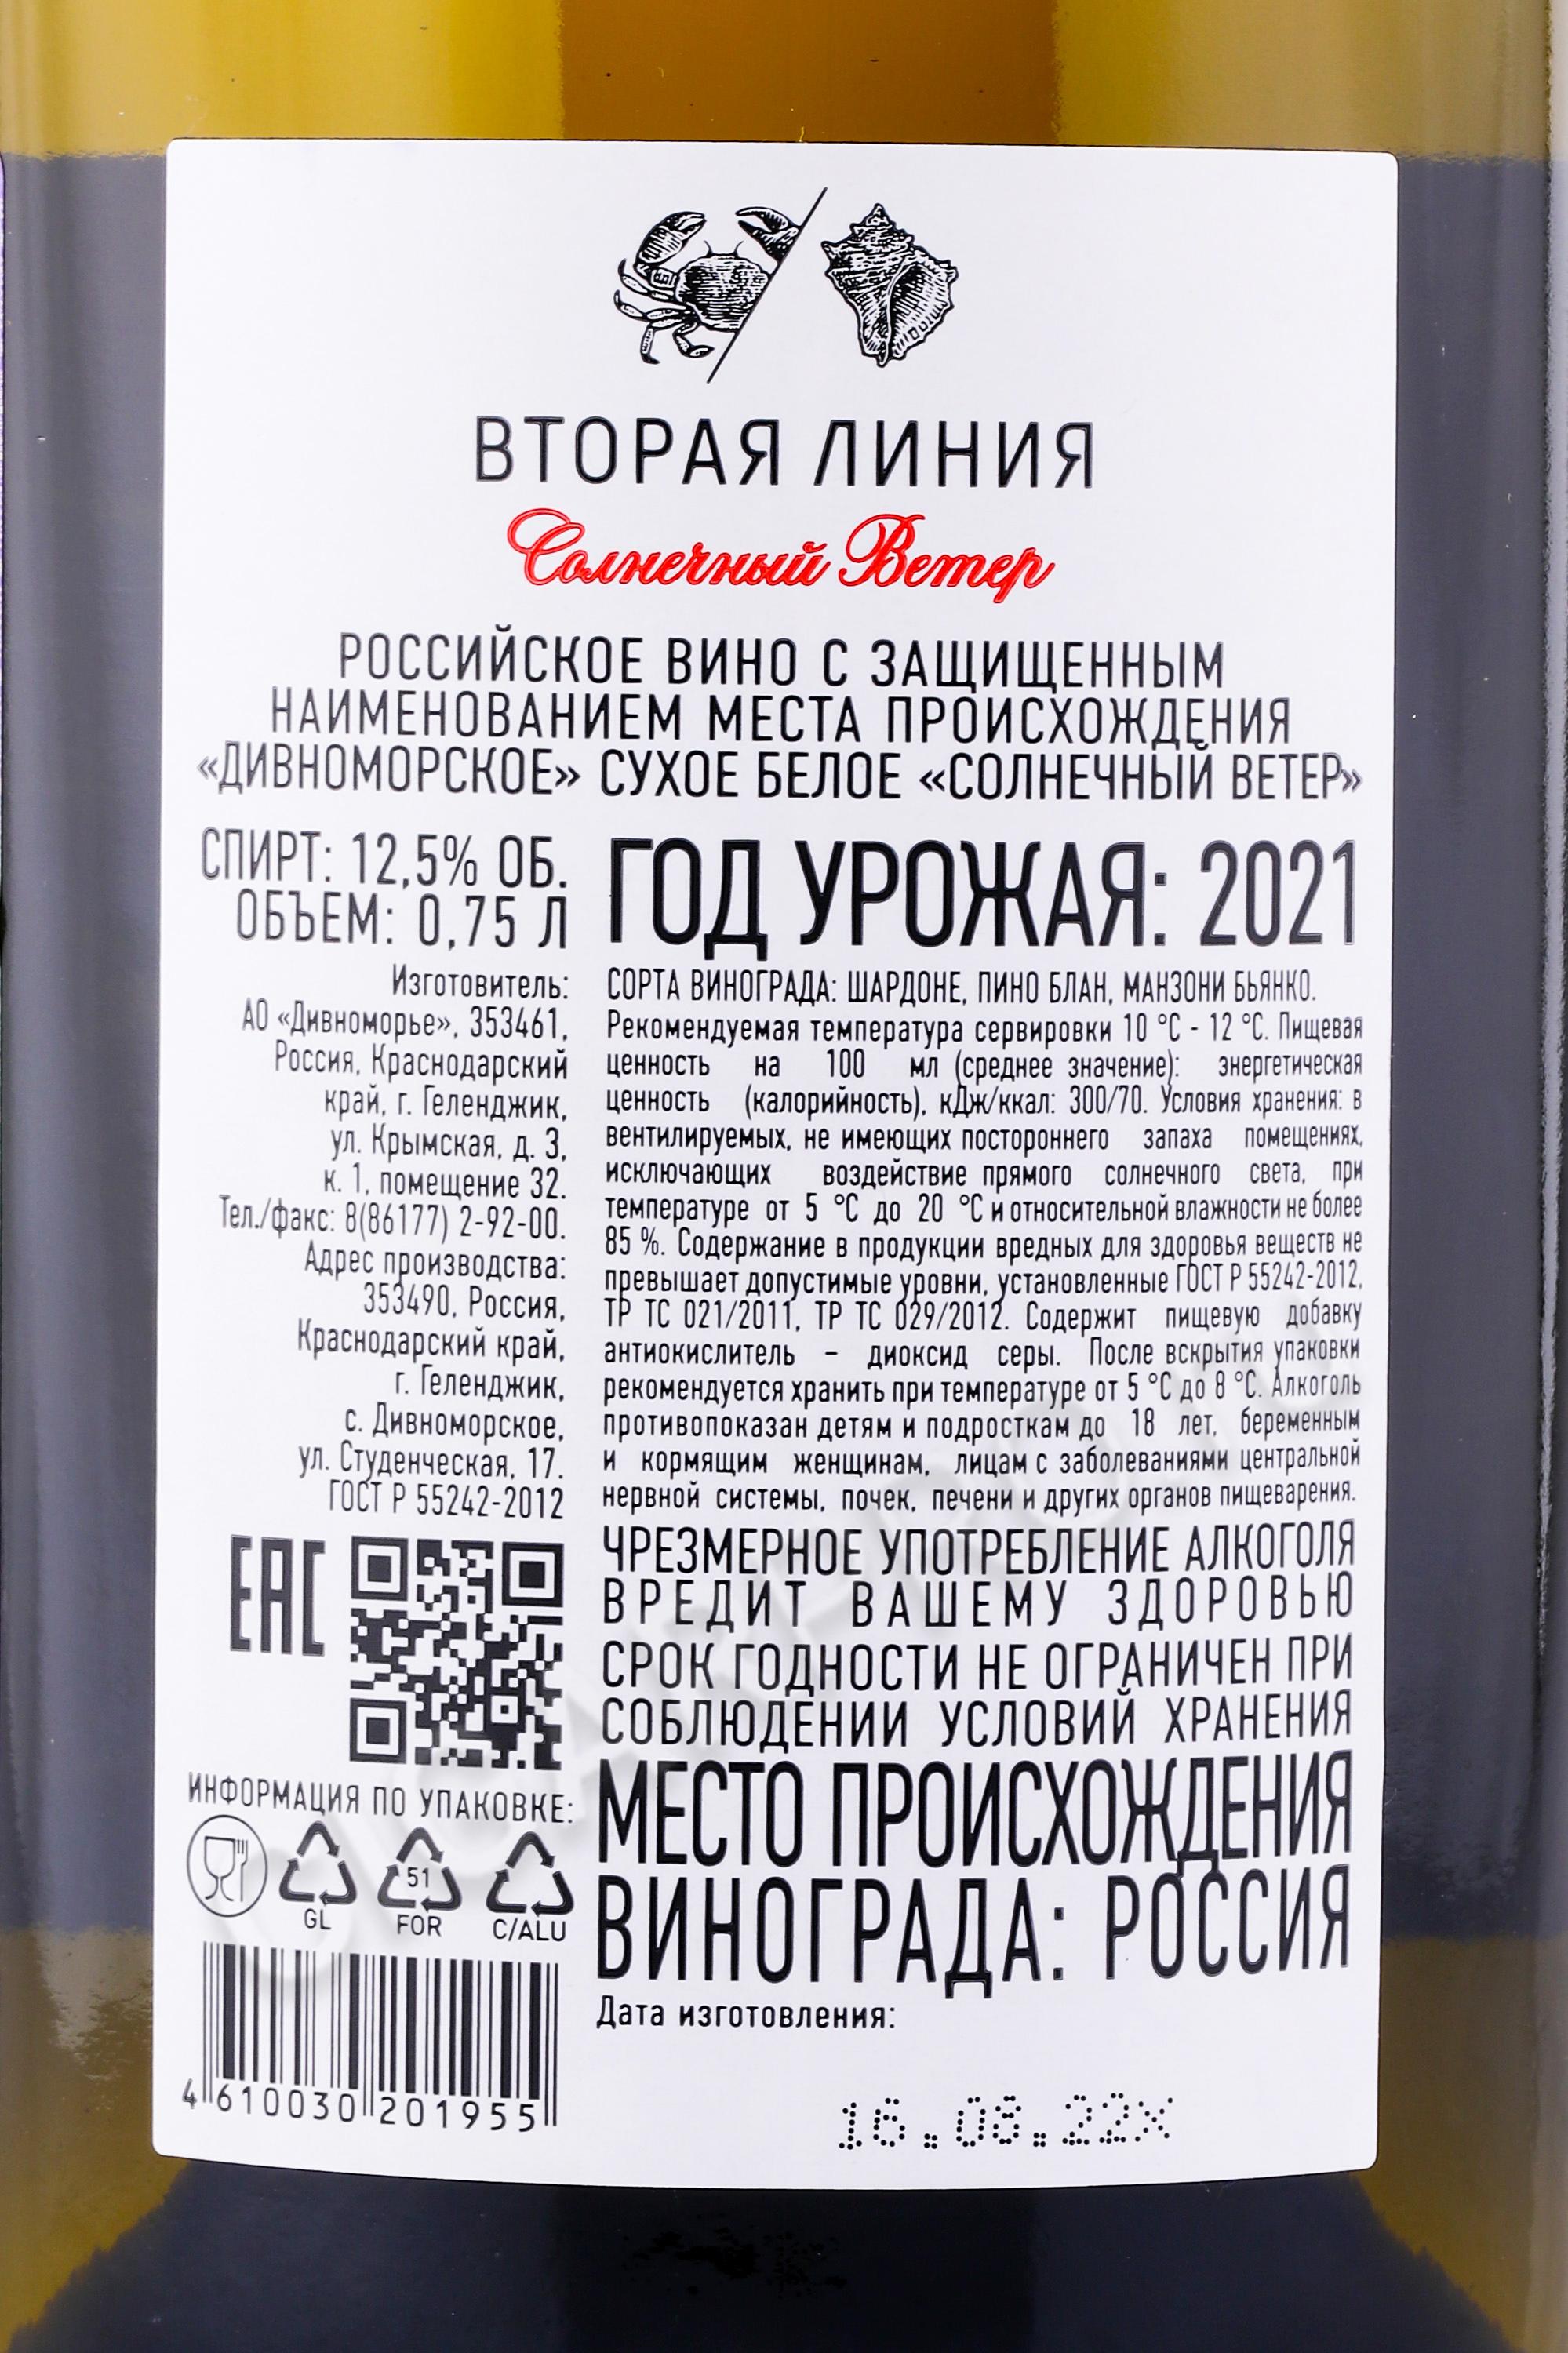 ВТОРАЯ ЛИНИЯ
Солнечный Ветер
РОССИЙСКОЕ ВИНО С ЗАЩИЩЕННЫМ
НАИМЕНОВАНИЕМ МЕСТА ПРОИСХОЖДЕНИЯ
«ДИВНОМОРСКОЕ» СУХОЕ БЕЛОЕ «СОЛНЕЧНЫЙ ВЕТЕР»
СПИРТ: 12,5% ОБ.
ОБЪЕМ: 0,75 Л
Изготовитель:
АО «Дивноморье», 353461,
Россия, Краснодарский
край, г. Геленджик,
ул. Крымская, д. 3,
к. 1, помещение 32.
Тел./факс: 8(86177) 2-92-00.
Адрес производства:
353490, Россия,
Краснодарский край,
г. Геленджик,
с. Дивноморское,
ул. Студенческая, 17.
ГОСТ Р 55242-2012
EAC
ИНФОРМАЦИЯ ПО УПАКОВКЕ:
GL
51
FOR
C/ALU
4 610030 201955
ГОД УРОЖАЯ: 2021
СОРТА ВИНОГРАДА: ШАРДОНЕ, ПИНО БЛАН, МАНЗОНИ БЬЯНКО.
Рекомендуемая температура сервировки 10 °С - 12 °С. Пищевая
ценность на 100 мл (среднее значение): энергетическая
ценность (калорийность), кДж/ккал: 300/70. Условия хранения: в
вентилируемых, не имеющих постороннего запаха помещениях,
исключающих воздействие прямого солнечного света, при
температуре от 5 °С до 20 °С и относительной влажности не более
85 %. Содержание в продукции вредных для здоровья веществ не
превышает допустимые уровни, установленные ГОСТ Р 55242-2012,
ТР ТС 021/2011, ТР ТС 029/2012. Содержит пищевую добавку
антиокислитель – диоксид серы. После вскрытия упаковки
рекомендуется хранить при температуре от 5 °С до 8 °С. Алкоголь
противопоказан детям и подросткам до 18 лет, беременным
и кормящим женщинам, лицам с заболеваниями центральной
нервной системы, почек, печени и других органов пищеварения.
ЧРЕЗМЕРНОЕ УПОТРЕБЛЕНИЕ АЛКОГОЛЯ
ВРЕДИТ ВАШЕМУ ЗДОРОВЬЮ
СРОК ГОДНОСТИ НЕ ОГРАНИЧЕН ПРИ
СОБЛЮДЕНИИ УСЛОВИЙ ХРАНЕНИЯ
МЕСТО ПРОИСХОЖДЕНИЯ
ВИНОГРАДА: РОССИЯ
Дата изготовления:
16.08.22X